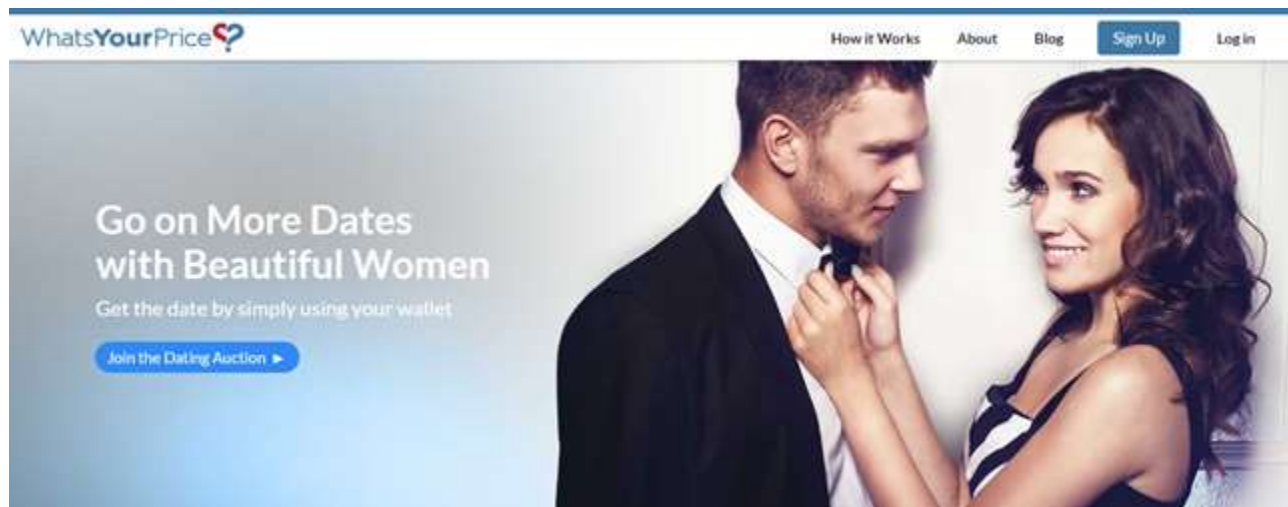 WhatsYourPrice
How it Works
About
Blog
Sign Up
Log in
Go on More Dates
with Beautiful Women
Get the date by simply using your wallet
Join the Dating Auction ►